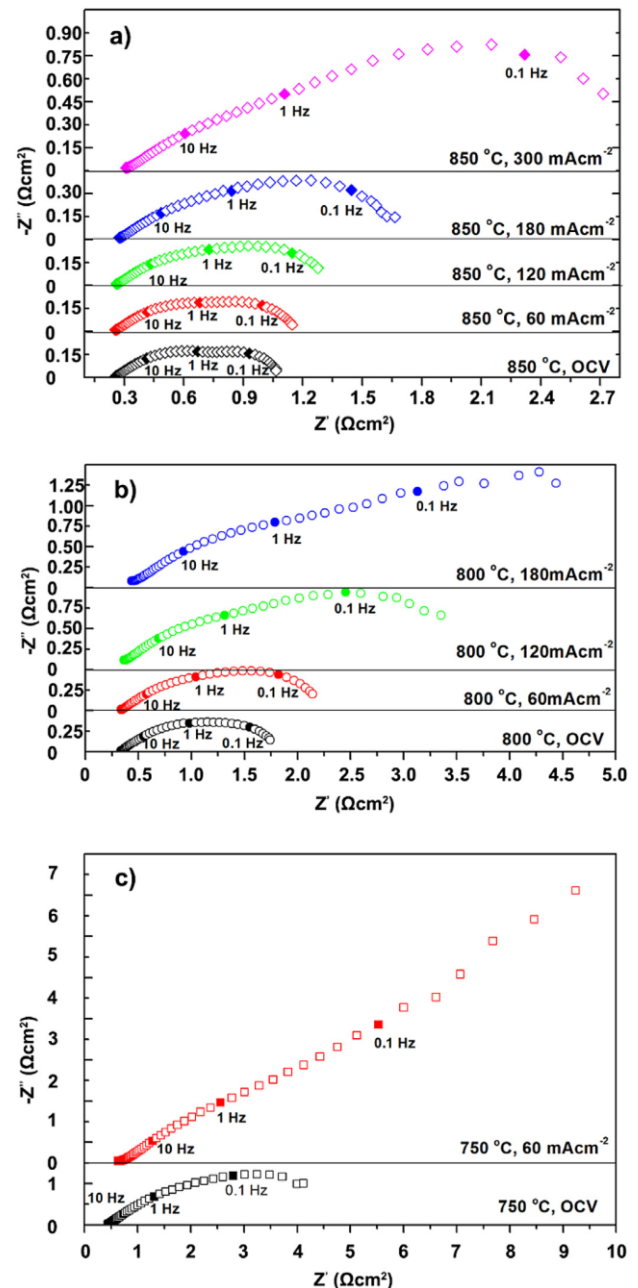 a)
-Z'' (Ωcm²)
0.90
0.75
0.60
0.45
0.30
0.15
0.1 Hz
1 Hz
10 Hz
850 °C, 300 mAcm⁻²
0.30
0.15
0
10 Hz
1 Hz
0.1 Hz
850 °C, 180 mAcm⁻²
0.15
0
10 Hz
1 Hz
0.1 Hz
850 °C, 120 mAcm⁻²
0.15
0
10 Hz
1 Hz
0.1 Hz
850 °C, 60 mAcm⁻²
0.15
0
10 Hz
1 Hz
0.1 Hz
850 °C, OCV
0.3 0.6 0.9 1.2 1.5 1.8 2.1 2.4 2.7
Z' (Ωcm²)
b)
-Z'' (Ωcm²)
1.25
1.00
0.75
0.50
0.25
0
10 Hz
1 Hz
0.1 Hz
800 °C, 180mAcm⁻²
0.75
0.25
10 Hz
1 Hz
0.1 Hz
800 °C, 120mAcm⁻²
0
0.25
10 Hz
1 Hz
0.1 Hz
800 °C, 60mAcm⁻²
0
0.25
0
10 Hz
1 Hz
0.1 Hz
800 °C, OCV
0 0.5 1.0 1.5 2.0 2.5 3.0 3.5 4.0 4.5 5.0
Z' (Ωcm²)
c)
-Z'' (Ωcm²)
7
6
5
4
3
2
1
0
0.1 Hz
1 Hz
10 Hz
750 °C, 60 mAcm⁻²
1
0
10 Hz
1 Hz
0.1 Hz
750 °C, OCV
0 1 2 3 4 5 6 7 8 9 10
Z' (Ωcm²)